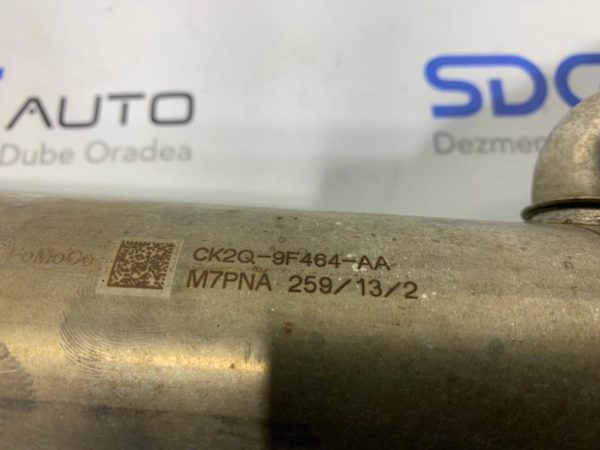 AUTO
Dube Oradea
SDC
Dezmem
FoMoCo
CK2Q-9F464-AA
M7PNA 259/13/2